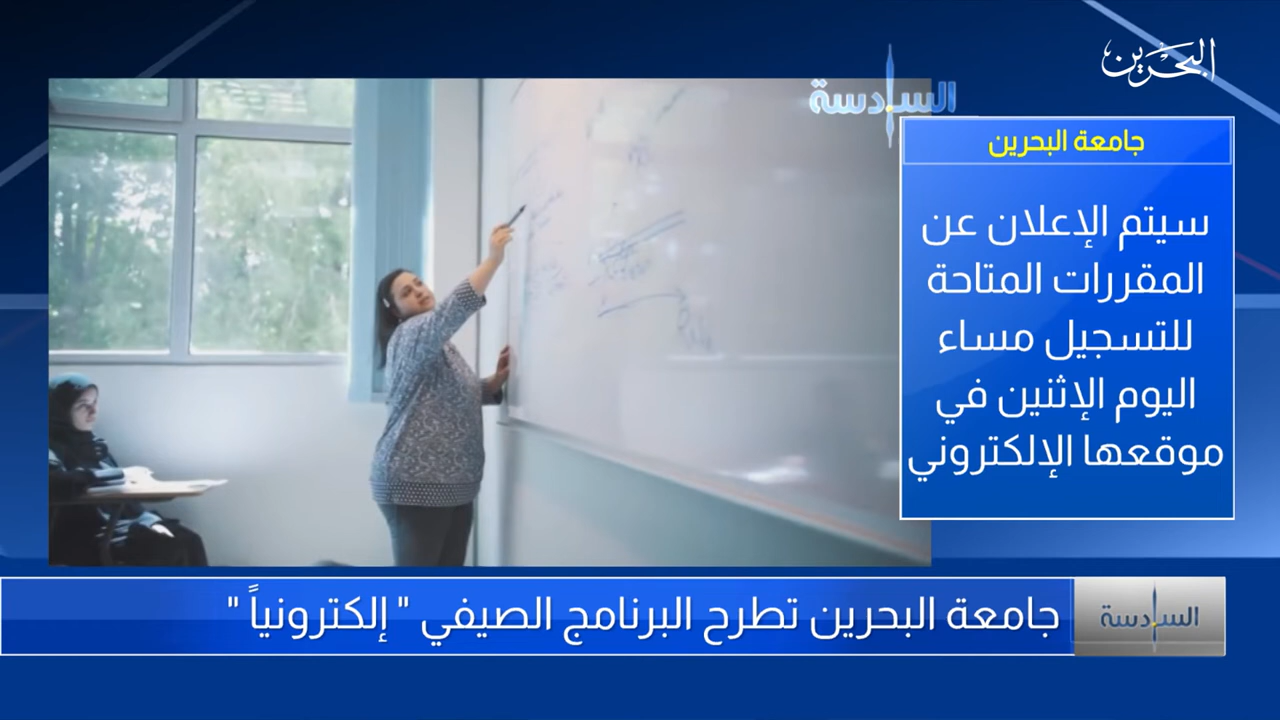 البحرين
السادسة
جامعة البحرين
سيتم الإعلان عن
المقررات المتاحة
للتسجيل مساء
اليوم الإثنين في
موقعها الإلكتروني
جامعة البحرين تطرح البرنامج الصيفي " إلكترونياً "
السادسة